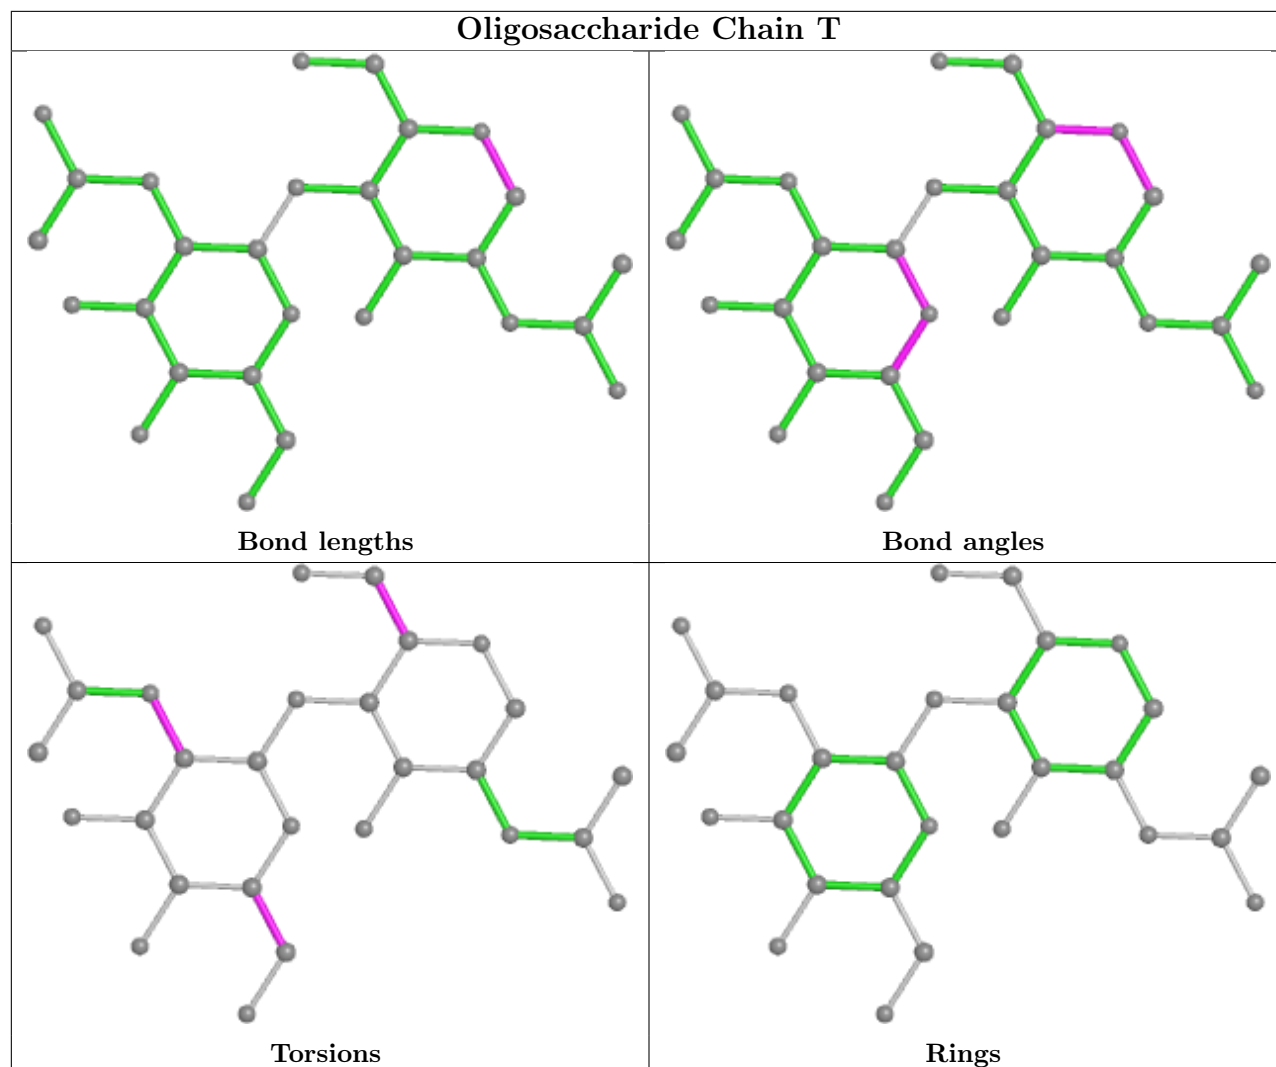 Oligosaccharide Chain T
Bond lengths
Bond angles
Torsions
Rings